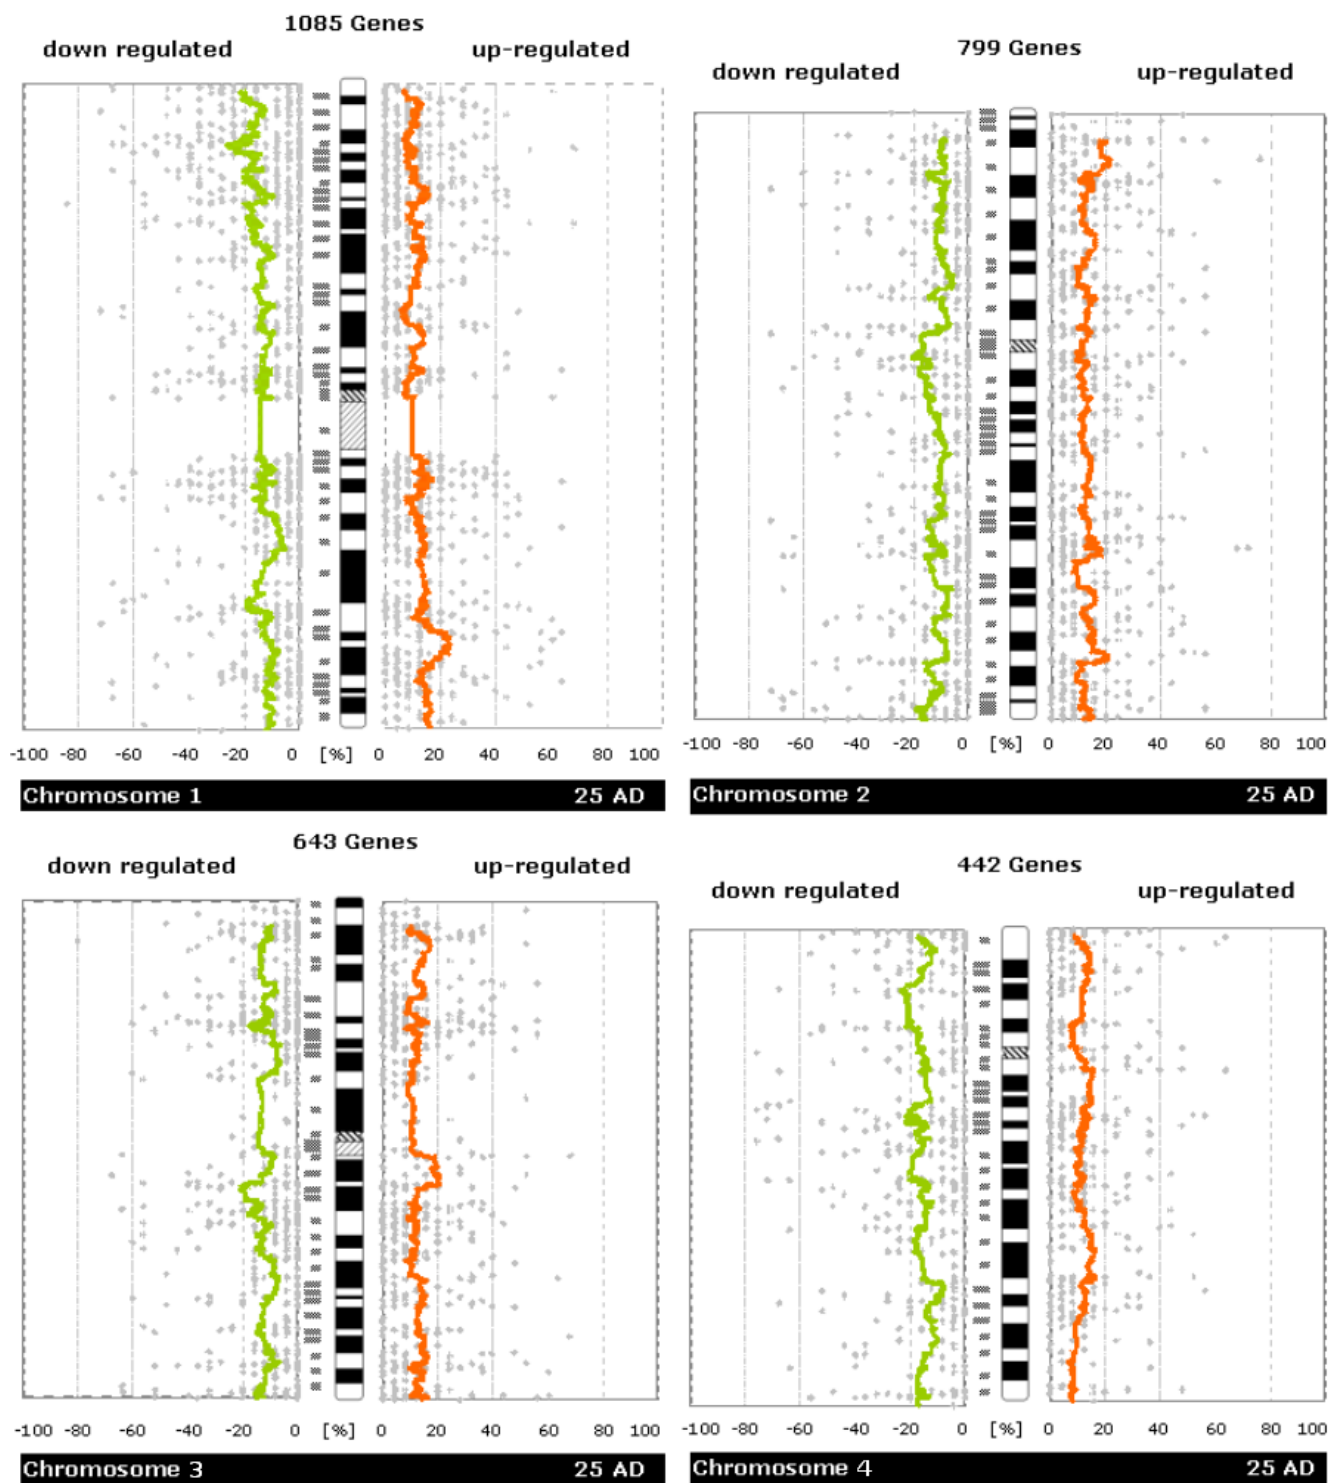 1085 Genes
down regulated up-regulated
-100 -80 -60 -40 -20 0 [%] 0 20 40 60 80 100
Chromosome 1 25 AD
799 Genes
down regulated up-regulated
-100 -80 -60 -40 -20 0 [%] 0 20 40 60 80 100
Chromosome 2 25 AD
643 Genes
down regulated up-regulated
-100 -80 -60 -40 -20 0 [%] 0 20 40 60 80 100
Chromosome 3 25 AD
442 Genes
down regulated up-regulated
-100 -80 -60 -40 -20 0 [%] 0 20 40 60 80 100
Chromosome 4 25 AD